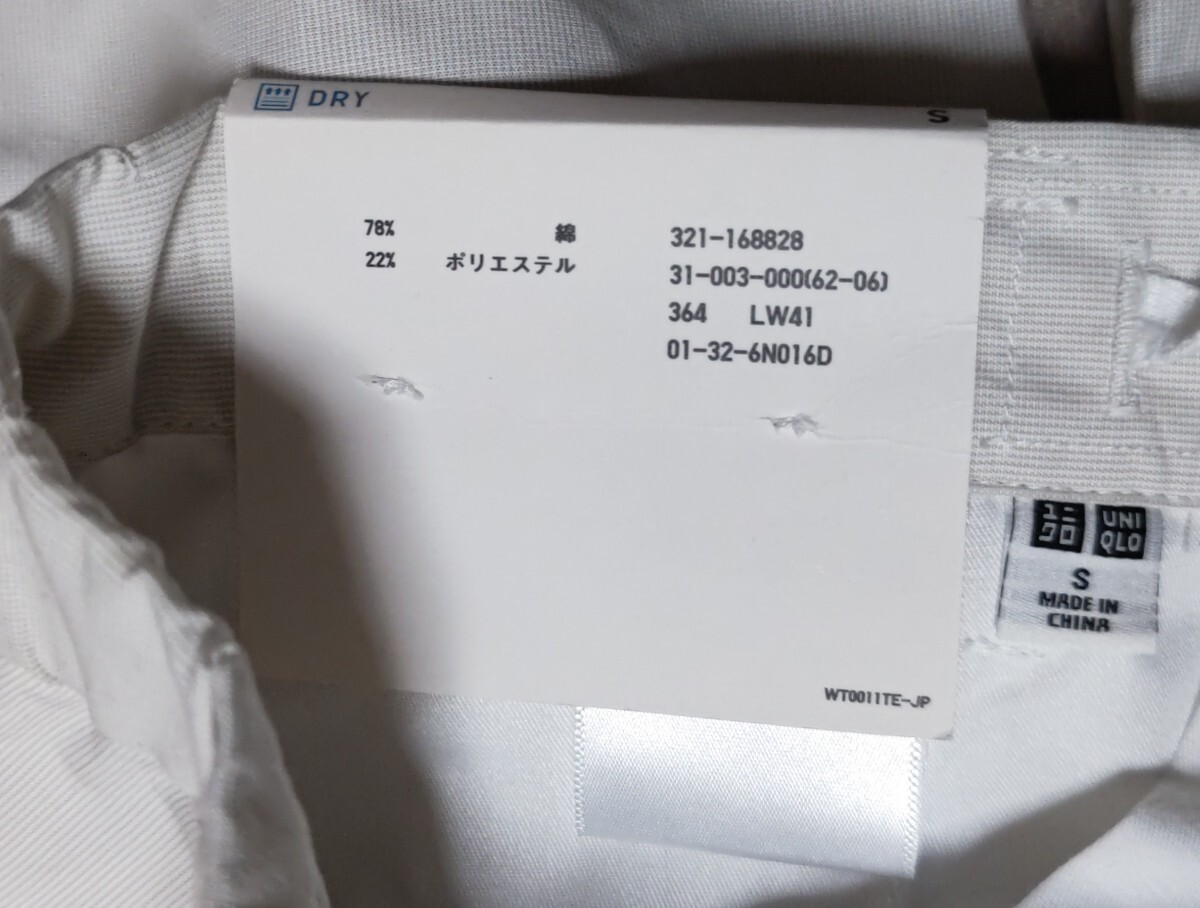 DRY
S
78% 綿
22% ポリエステル
321-168828
31-003-000(62-06)
364 LW41
01-32-6N016D
WT0011TE-JP
ユニ
クロ
UNI
QLO
S
MADE IN
CHINA